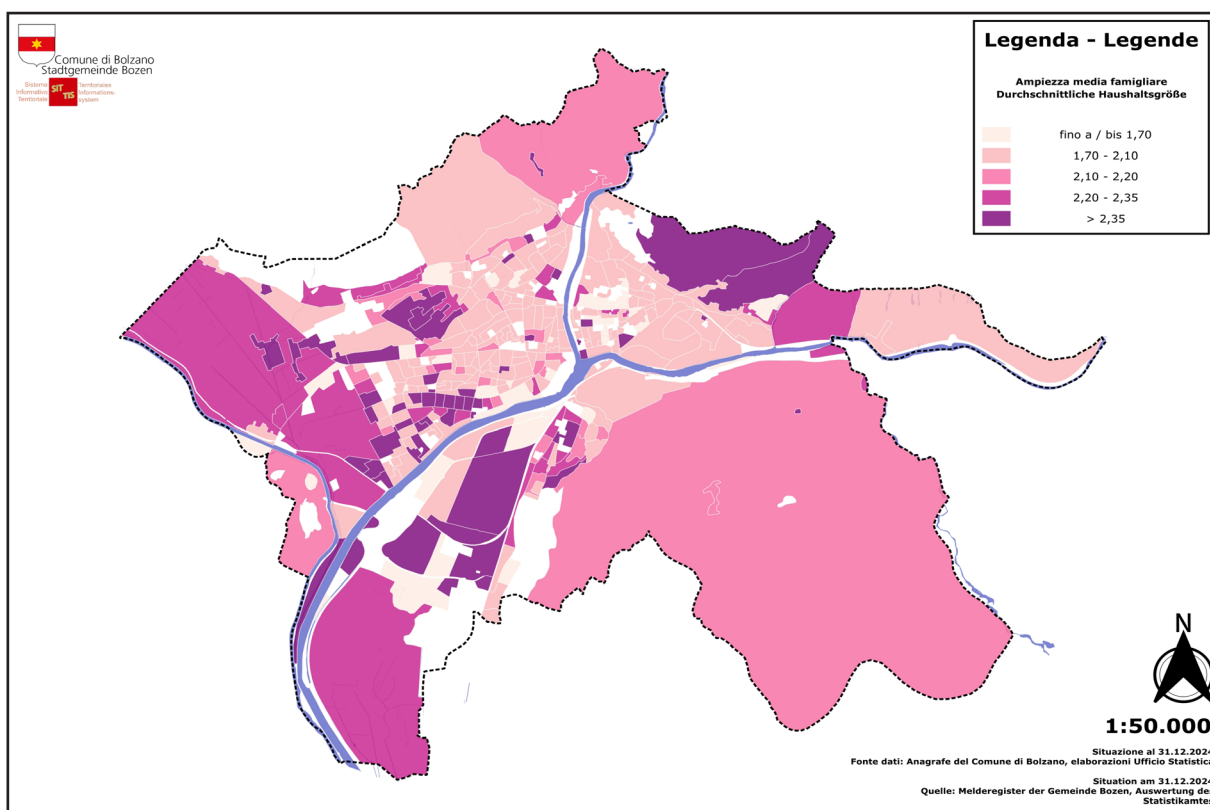 Comune di Bolzano
Stadtgemeinde Bozen
Sistema
Informativo
Territoriale
SIT
TIS
Territoriales
Informations-
system
Legenda - Legende
Ampiezza media famigliare
Durchschnittliche Haushaltsgröße
fino a / bis 1,70
1,70 - 2,10
2,10 - 2,20
2,20 - 2,35
> 2,35
N
1:50.000
Situazione al 31.12.2024
Fonte dati: Anagrafe del Comune di Bolzano, elaborazioni Ufficio Statistica
Situation am 31.12.2024
Quelle: Melderegister der Gemeinde Bozen, Auswertung des
Statistikamtes